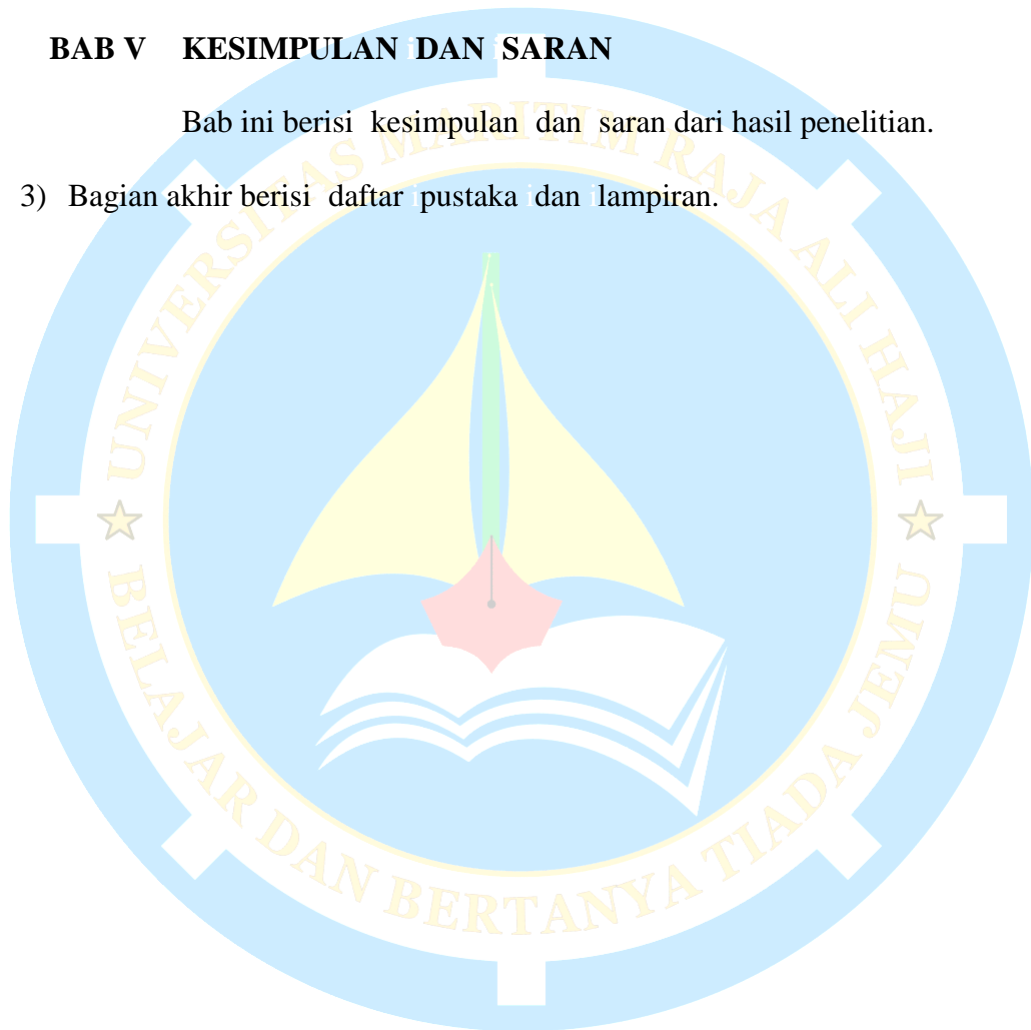 BAB V KESIMPULAN DAN SARAN
Bab ini berisi kesimpulan dan saran dari hasil penelitian.
3) Bagian akhir berisi daftar pustaka dan lampiran.
UNIVERSITAS MARITIM RAJA ALI HAJI
BELAJAR DAN BERTANYA TIADA JEMU